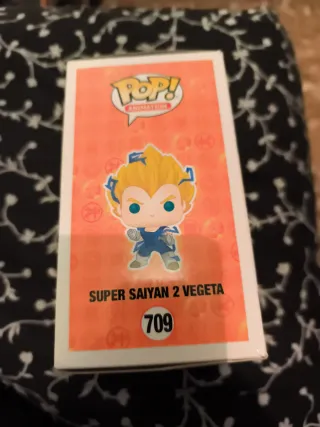 POP!
ANIMATION
SUPER SAIYAN 2 VEGETA
709